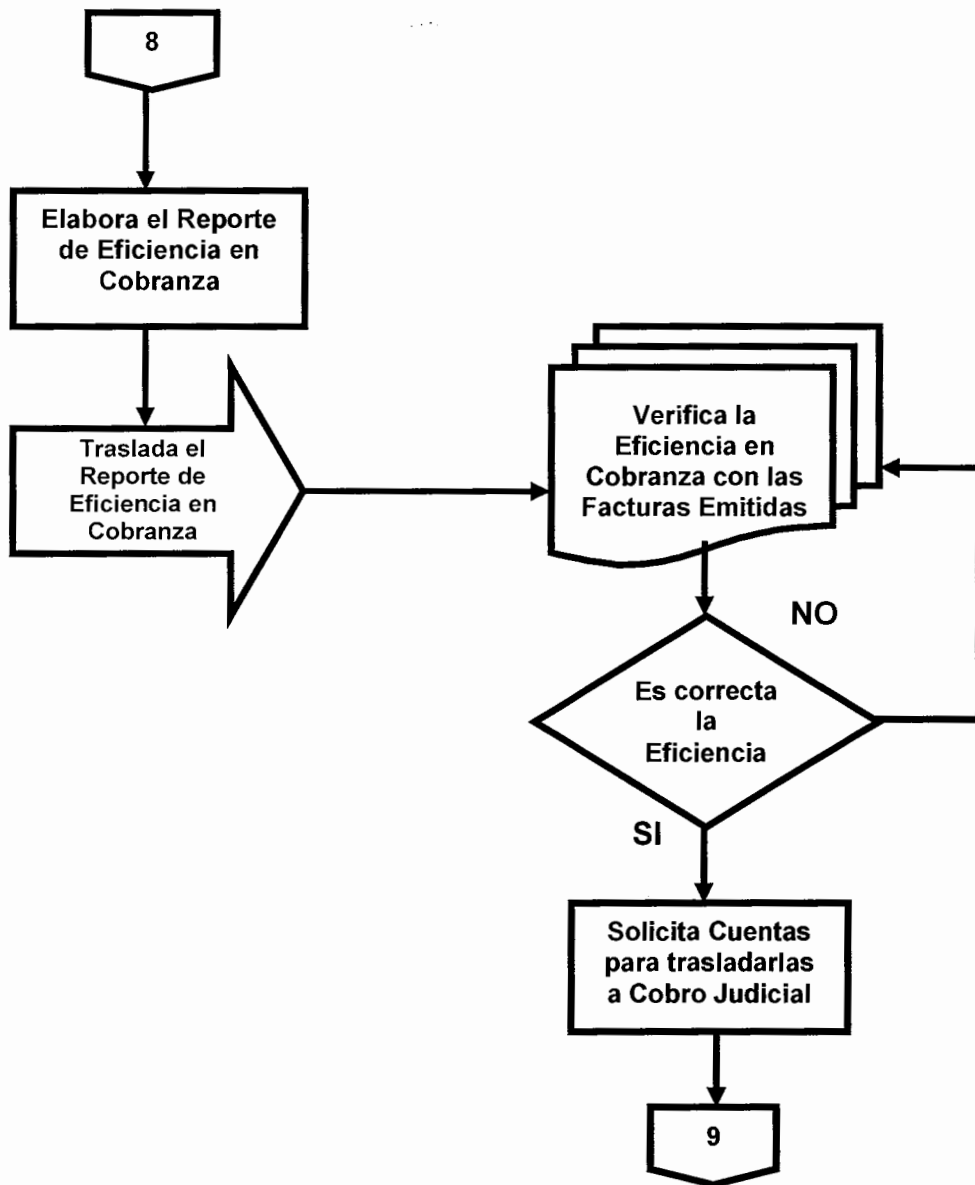 8
Elabora el Reporte
de Eficiencia en
Cobranza
Traslada el
Reporte de
Eficiencia en
Cobranza
Verifica la
Eficiencia en
Cobranza con las
Facturas Emitidas
NO
Es correcta
la
Eficiencia
SI
Solicita Cuentas
para trasladarlas
a Cobro Judicial
9